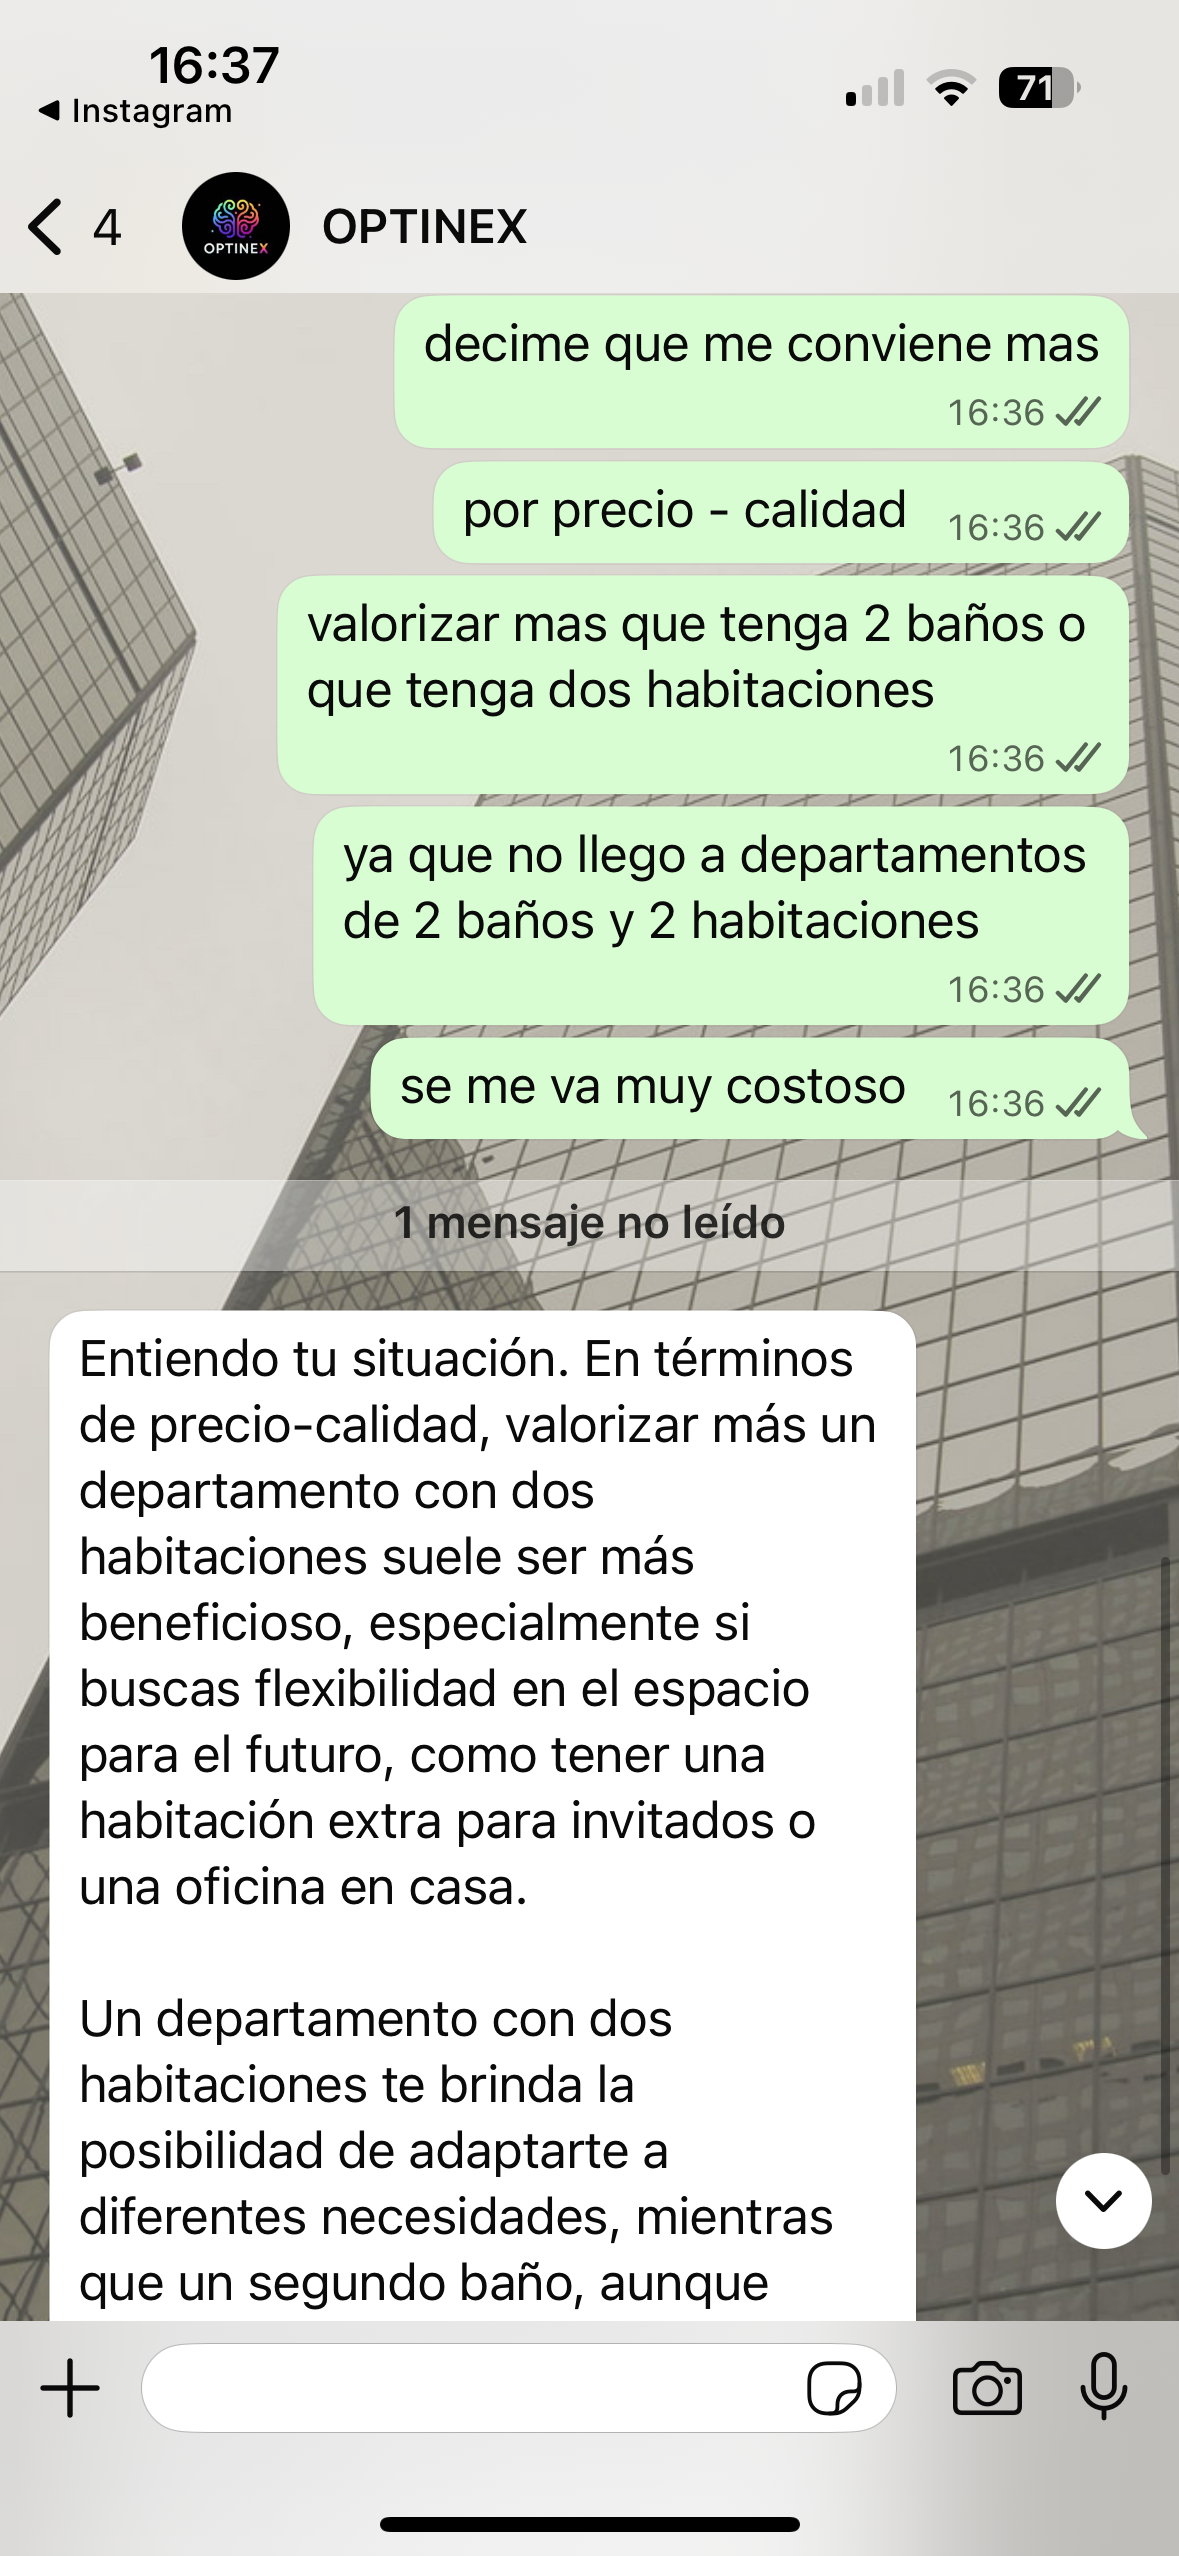 16:37
◀ Instagram
71
4
OPTINEX
OPTINEX
decime que me conviene mas
16:36
por precio - calidad
16:36
valorizar mas que tenga 2 baños o
que tenga dos habitaciones
16:36
ya que no llego a departamentos
de 2 baños y 2 habitaciones
16:36
se me va muy costoso
16:36
1 mensaje no leído
Entiendo tu situación. En términos
de precio-calidad, valorizar más un
departamento con dos
habitaciones suele ser más
beneficioso, especialmente si
buscas flexibilidad en el espacio
para el futuro, como tener una
habitación extra para invitados o
una oficina en casa.
Un departamento con dos
habitaciones te brinda la
posibilidad de adaptarte a
diferentes necesidades, mientras
que un segundo baño, aunque